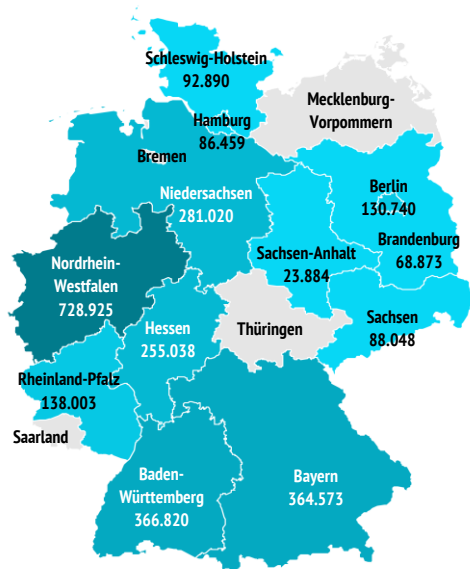 Schleswig-Holstein
92.890
Mecklenburg-
Vorpommern
Hamburg
86.459
Bremen
Niedersachsen
281.020
Berlin
130.740
Brandenburg
68.873
Sachsen-Anhalt
23.884
Nordrhein-
Westfalen
728.925
Hessen
255.038
Thüringen
Sachsen
88.048
Rheinland-Pfalz
138.003
Saarland
Baden-
Württemberg
366.820
Bayern
364.573